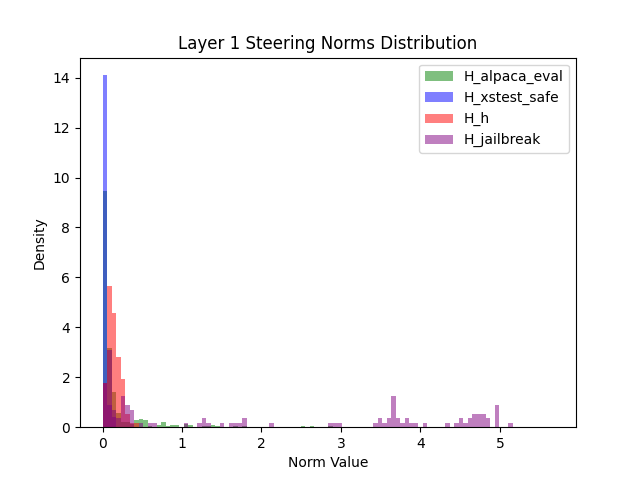 Layer 1 Steering Norms Distribution
H_alpaca_eval
H_xstest_safe
H_h
H_jailbreak
14
12
10
8
6
4
2
0
Density
0 1 2 3 4 5
Norm Value